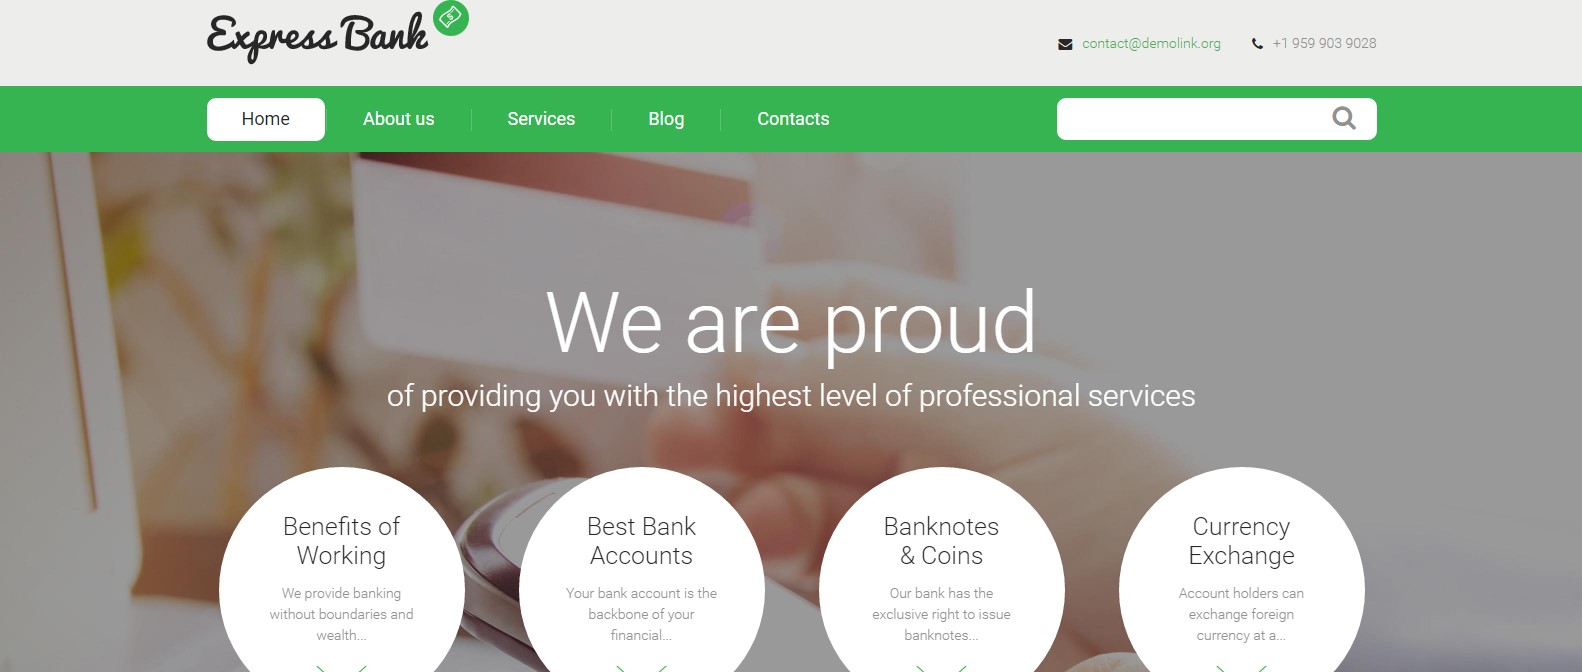 Express Bank
contact@demolink.org
+1 959 903 9028
Home
About us
Services
Blog
Contacts
We are proud
of providing you with the highest level of professional services
Benefits of
Working
We provide banking
without boundaries and
wealth...
Best Bank
Accounts
Your bank account is the
backbone of your
financial...
Banknotes
& Coins
Our bank has the
exclusive right to issue
banknotes...
Currency
Exchange
Account holders can
exchange foreign
currency at a...